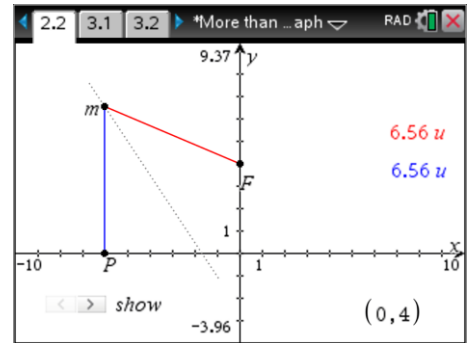 2.2 3.1 3.2 *More than ...aph RAD
9.37 y
m
6.56 u
6.56 u
F
1
x
-10 P 1 10
< > show
(0,4)
-3.96